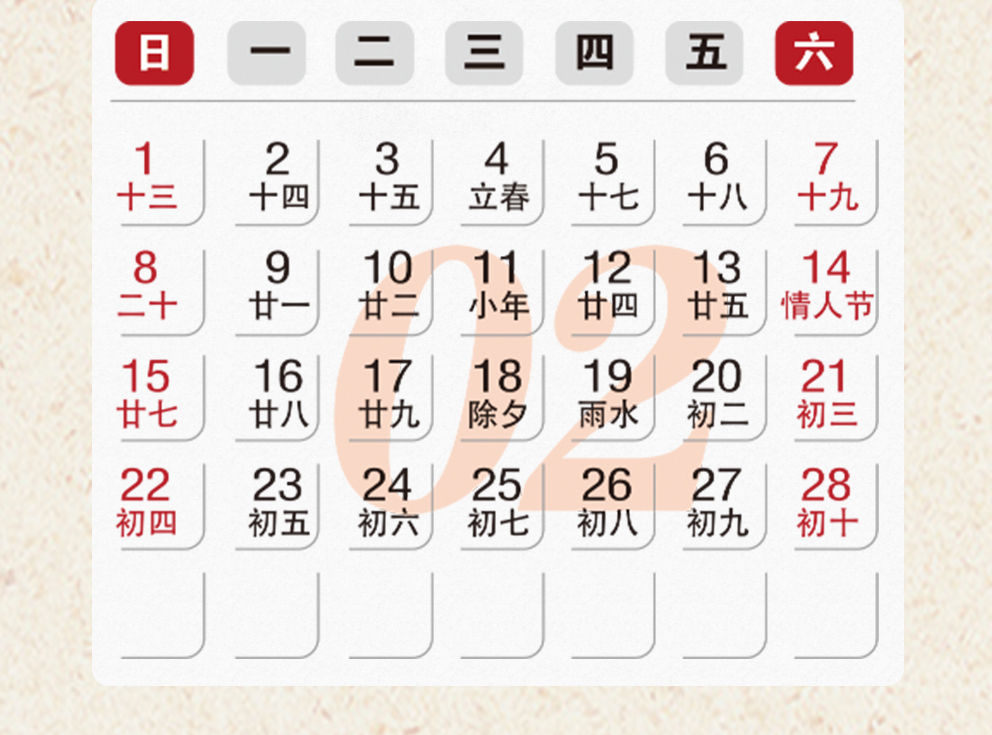 日 一 二 三 四 五 六
1 2 3 4 5 6 7
十三 十四 十五 立春 十七 十八 十九
8 9 10 11 12 13 14
二十 廿一 廿二 小年 廿四 廿五 情人节
15 16 17 18 19 20 21
廿七 廿八 廿九 除夕 雨水 初二 初三
22 23 24 25 26 27 28
初四 初五 初六 初七 初八 初九 初十
02